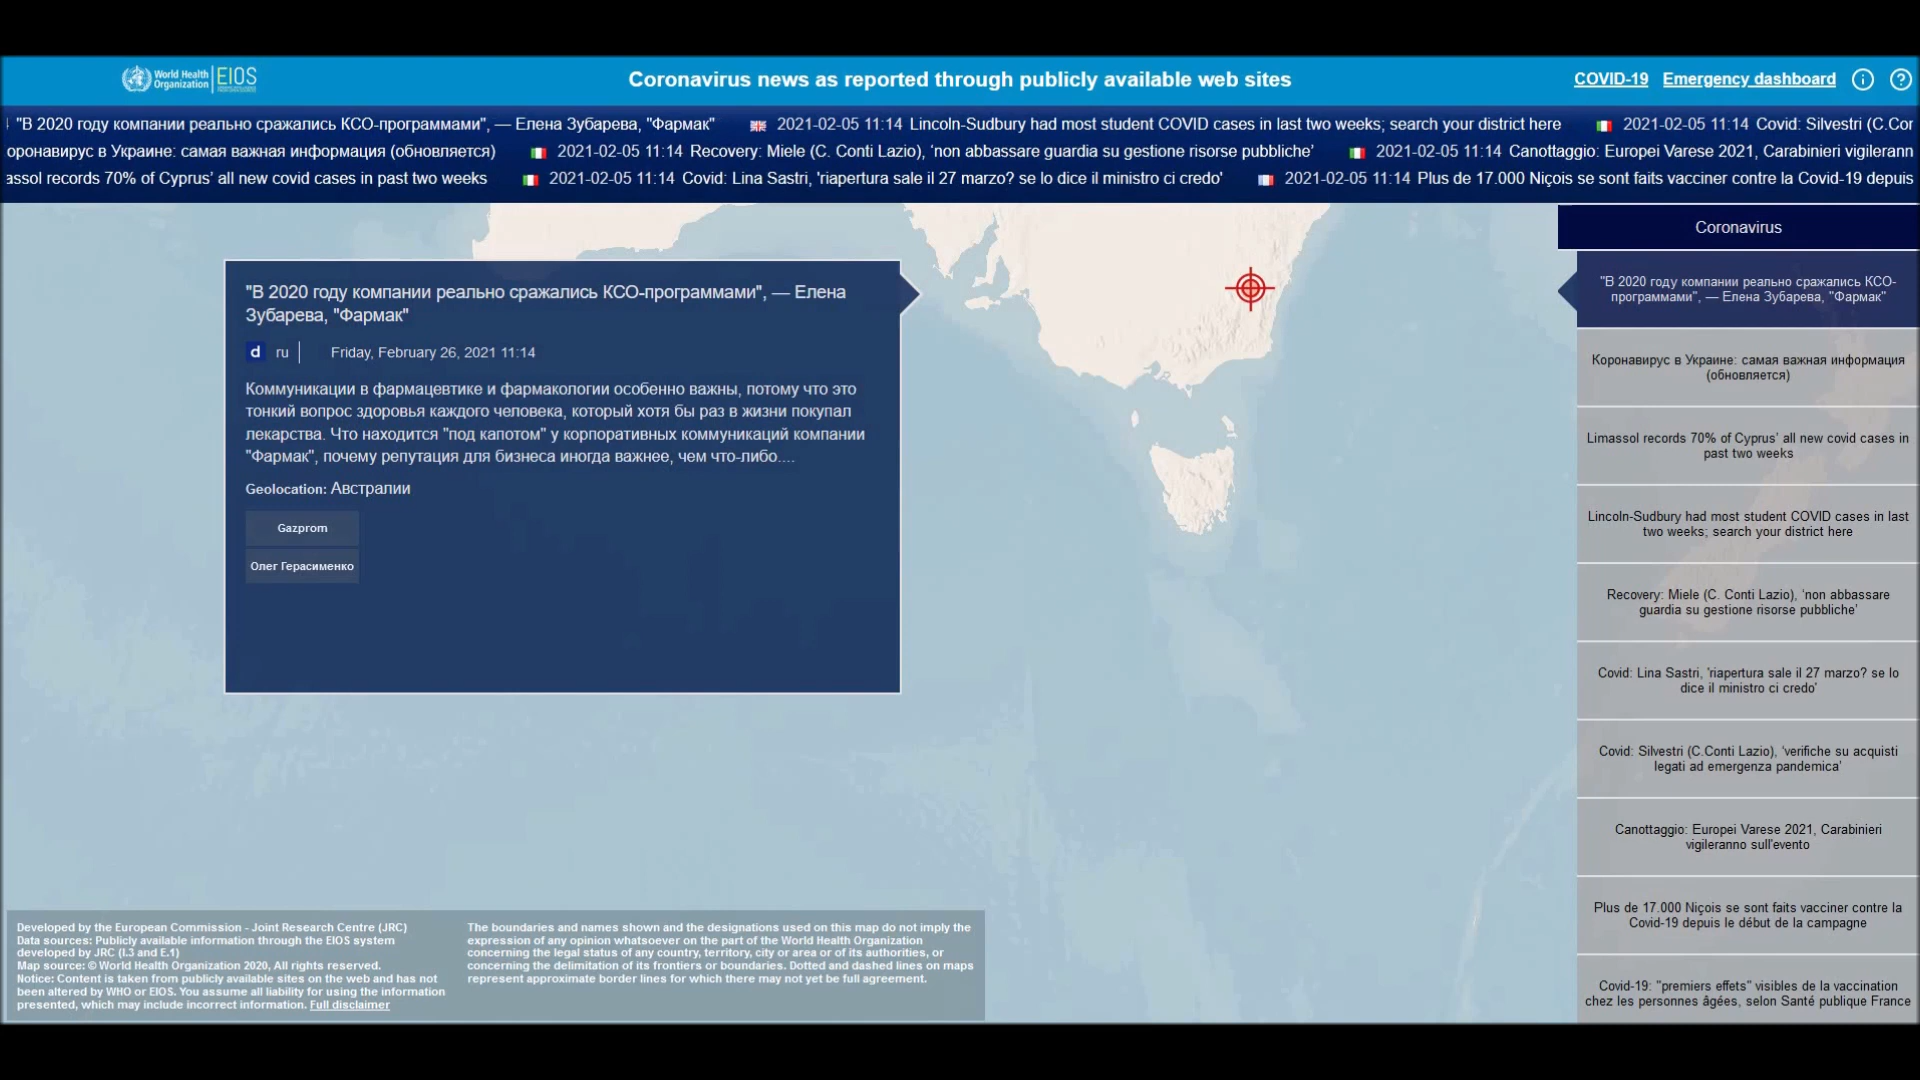 World Health Organization
EIOS
Coronavirus news as reported through publicly available web sites
COVID-19 Emergency dashboard
"В 2020 году компании реально сражались КСО-программами", — Елена Зубарева, "Фармак" 2021-02-05 11:14 Lincoln-Sudbury had most student COVID cases in last two weeks; search your district here 2021-02-05 11:14 Covid: Silvestri (C.Cor
оронавирус в Украине: самая важная информация (обновляется) 2021-02-05 11:14 Recovery: Miele (C. Conti Lazio), ‘non abbassare guardia su gestione risorse pubbliche’ 2021-02-05 11:14 Canottaggio: Europei Varese 2021, Carabinieri vigilerann
assol records 70% of Cyprus’ all new covid cases in past two weeks 2021-02-05 11:14 Covid: Lina Sastri, 'riapertura sale il 27 marzo? se lo dice il ministro ci credo' 2021-02-05 11:14 Plus de 17.000 Niçois se sont faits vacciner contre la Covid-19 depuis
"В 2020 году компании реально сражались КСО-программами", — Елена
Зубарева, "Фармак"
d ru Friday, February 26, 2021 11:14
Коммуникации в фармацевтике и фармакологии особенно важны, потому что это
тонкий вопрос здоровья каждого человека, который хотя бы раз в жизни покупал
лекарства. Что находится "под капотом" у корпоративных коммуникаций компании
"Фармак", почему репутация для бизнеса иногда важнее, чем что-либо....
Geolocation: Австралии
Gazprom
Олег Герасименко
Coronavirus
"В 2020 году компании реально сражались КСО-
программами", — Елена Зубарева, "Фармак"
Коронавирус в Украине: самая важная информация
(обновляется)
Limassol records 70% of Cyprus’ all new covid cases in
past two weeks
Lincoln-Sudbury had most student COVID cases in last
two weeks; search your district here
Recovery: Miele (C. Conti Lazio), ‘non abbassare
guardia su gestione risorse pubbliche’
Covid: Lina Sastri, 'riapertura sale il 27 marzo? se lo
dice il ministro ci credo'
Covid: Silvestri (C.Conti Lazio), ‘verifiche su acquisti
legati ad emergenza pandemica’
Canottaggio: Europei Varese 2021, Carabinieri
vigileranno sull'evento
Plus de 17.000 Niçois se sont faits vacciner contre la
Covid-19 depuis le début de la campagne
Covid-19: "premiers effets" visibles de la vaccination
chez les personnes âgées, selon Santé publique France
Developed by the European Commission - Joint Research Centre (JRC)
Data sources: Publicly available information through the EIOS system
developed by JRC (I.3 and E.1)
Map source: © World Health Organization 2020, All rights reserved.
Notice: Content is taken from publicly available sites on the web and has not
been altered by WHO or EIOS. You assume all liability for using the information
presented, which may include incorrect information. Full disclaimer
The boundaries and names shown and the designations used on this map do not imply the
expression of any opinion whatsoever on the part of the World Health Organization
concerning the legal status of any country, territory, city or area or of its authorities, or
concerning the delimitation of its frontiers or boundaries. Dotted and dashed lines on maps
represent approximate border lines for which there may not yet be full agreement.